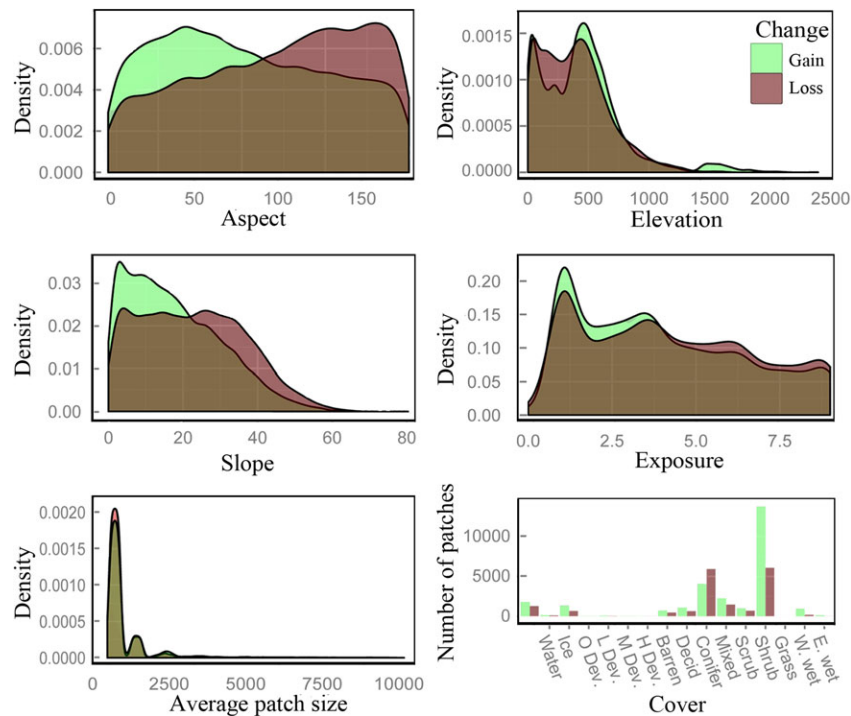 Density
0.006
0.004
0.002
0.000
0
50
100
150
Aspect
Density
0.0015
0.0010
0.0005
0.0000
0
500
1000
1500
2000
2500
Elevation
Change
Gain
Loss
Density
0.03
0.02
0.01
0.00
0
20
40
60
80
Slope
Density
0.20
0.15
0.10
0.05
0.00
0.0
2.5
5.0
7.5
Exposure
Density
0.0020
0.0015
0.0010
0.0005
0.0000
0
2500
5000
7500
10000
Average patch size
Number of patches
10000
5000
0
Water
Ice
O Dev.
L Dev.
M Dev.
H Dev.
Barren
Decid
Conifer
Mixed
Scrub
Shrub
Grass
W. wet
E. wet
Cover